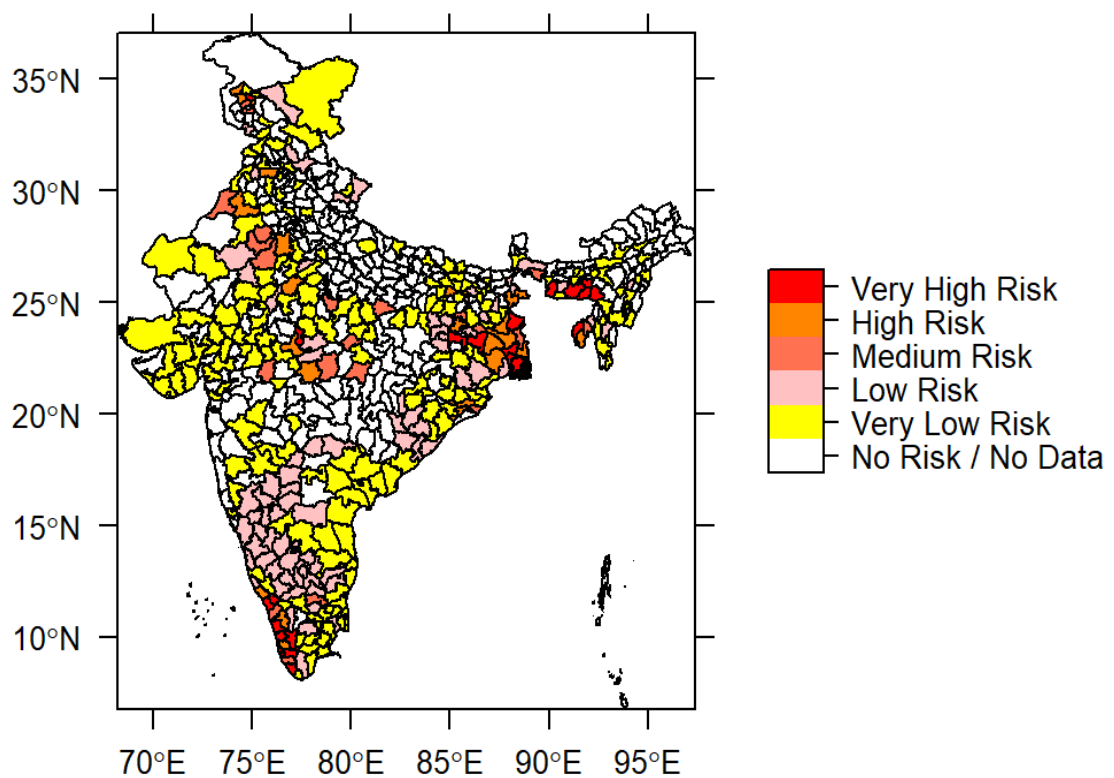 35°N
30°N
25°N
20°N
15°N
10°N
70°E 75°E 80°E 85°E 90°E 95°E
Very High Risk
High Risk
Medium Risk
Low Risk
Very Low Risk
No Risk / No Data